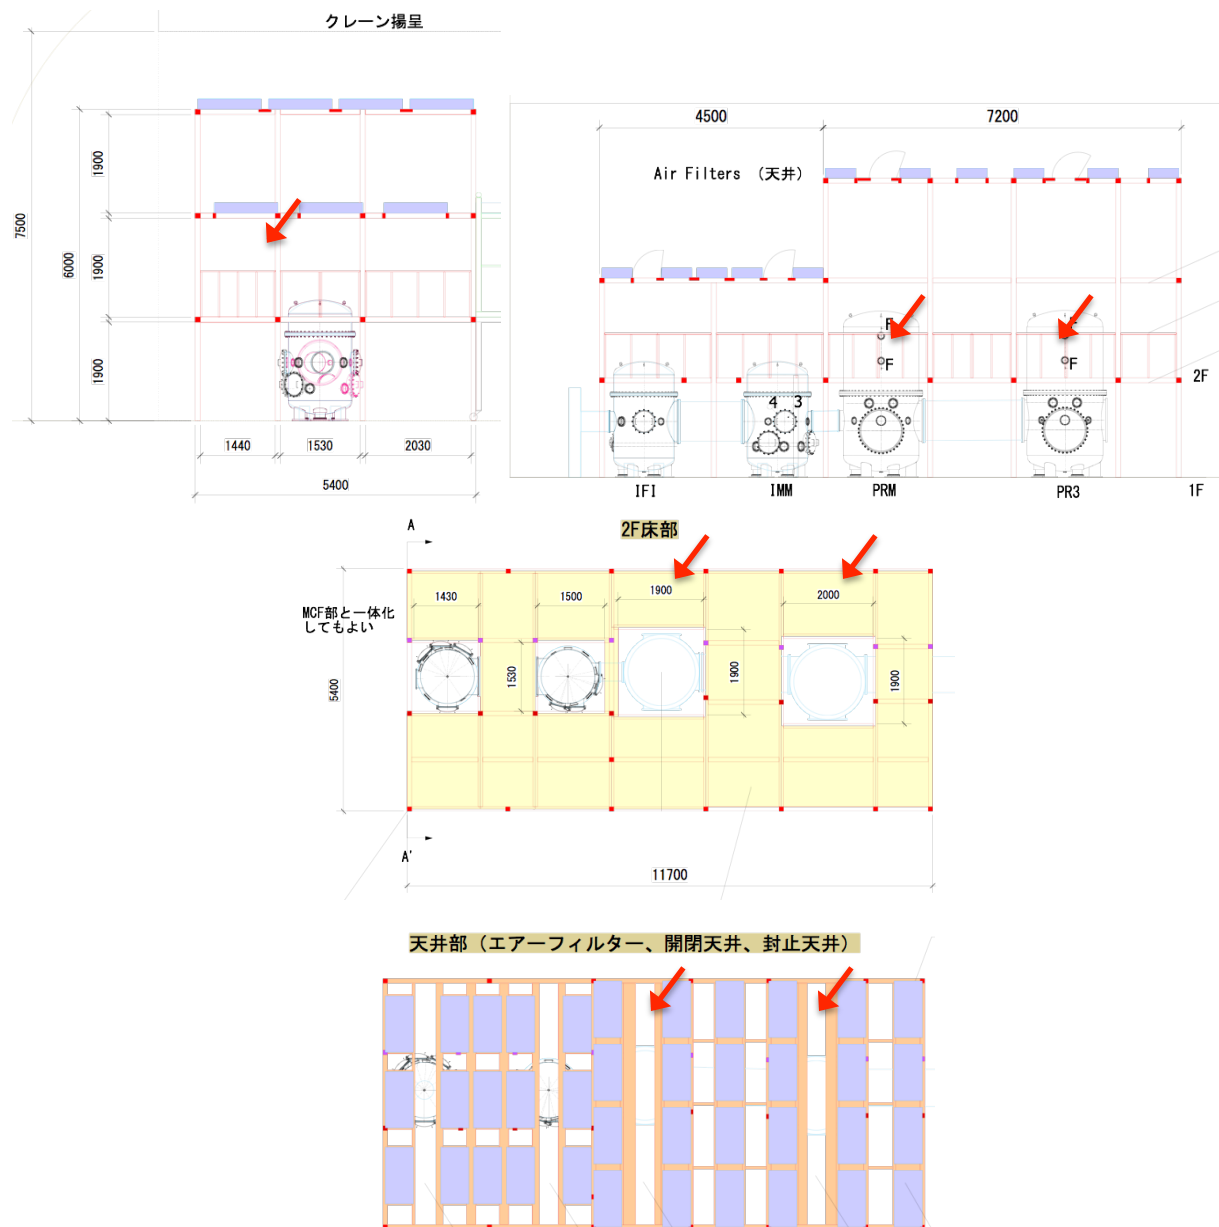 クレーン揚呈
7500
6000
1900
1900
1900
1440
1530
2030
5400
4500
7200
Air Filters （天井）
F
F
F
F
4 3
2F
IFI
IMM
PRM
PR3
1F
A
2F床部
MCF部と一体化
してもよい
1430
1500
1900
2000
1530
1900
1900
5400
A'
11700
天井部（エアーフィルター、開閉天井、封止天井）